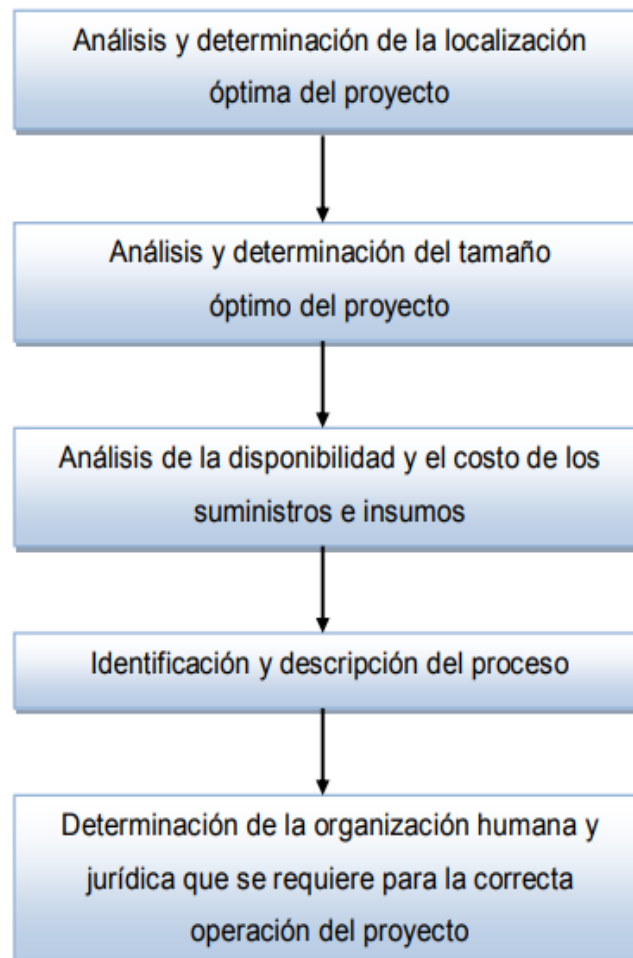 Análisis y determinación de la localización
óptima del proyecto
Análisis y determinación del tamaño
óptimo del proyecto
Análisis de la disponibilidad y el costo de los
suministros e insumos
Identificación y descripción del proceso
Determinación de la organización humana y
jurídica que se requiere para la correcta
operación del proyecto